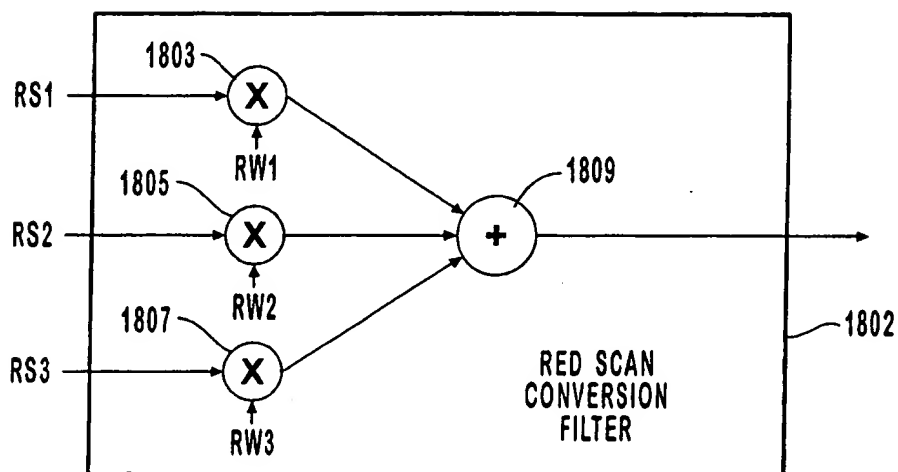 1803
RS1
X
RW1
1805
1809
RS2
X
+
RW2
1807
1802
RS3
X
RED SCAN
CONVERSION
FILTER
RW3